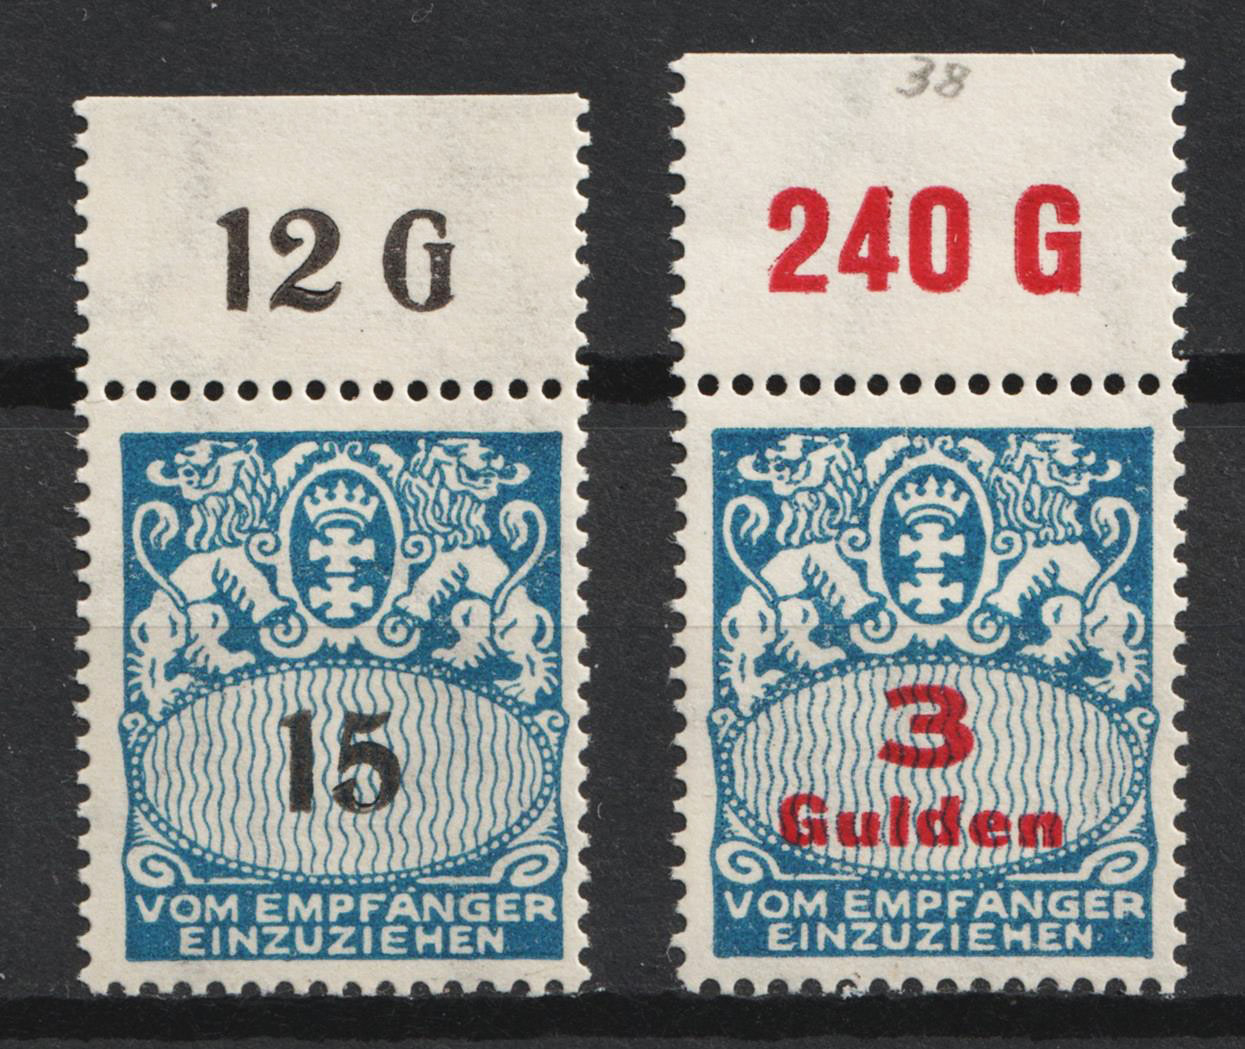 12 G
15
VOM EMPFÄNGER
EINZUZIEHEN
38
240 G
3
Gulden
VOM EMPFÄNGER
EINZUZIEHEN